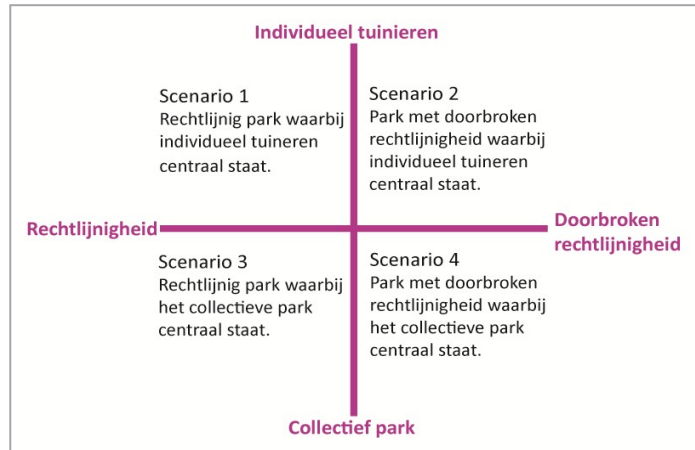 Individueel tuinieren
Scenario 1
Rechtlijnig park waarbij
individueel tuineren
centraal staat.
Scenario 2
Park met doorbroken
rechtlijnigheid waarbij
individueel tuineren
centraal staat.
Rechtlijnigheid
Doorbroken
rechtlijnigheid
Scenario 3
Rechtlijnig park waarbij
het collectieve park
centraal staat.
Scenario 4
Park met doorbroken
rechtlijnigheid waarbij
het collectieve park
centraal staat.
Collectief park